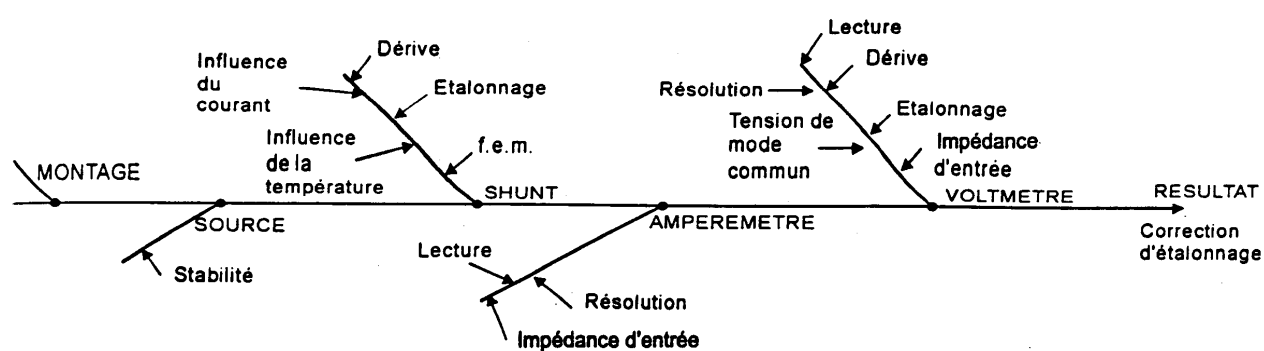 MONTAGE
SOURCE
Stabilité
Influence
du
courant
Dérive
Etalonnage
Influence
de la
température
f.e.m.
SHUNT
Lecture
Résolution
Impédance d'entrée
AMPEREMETRE
Lecture
Dérive
Résolution
Etalonnage
Tension de
mode
commun
Impédance
d'entrée
VOLTMETRE
RESULTAT
Correction
d'étalonnage